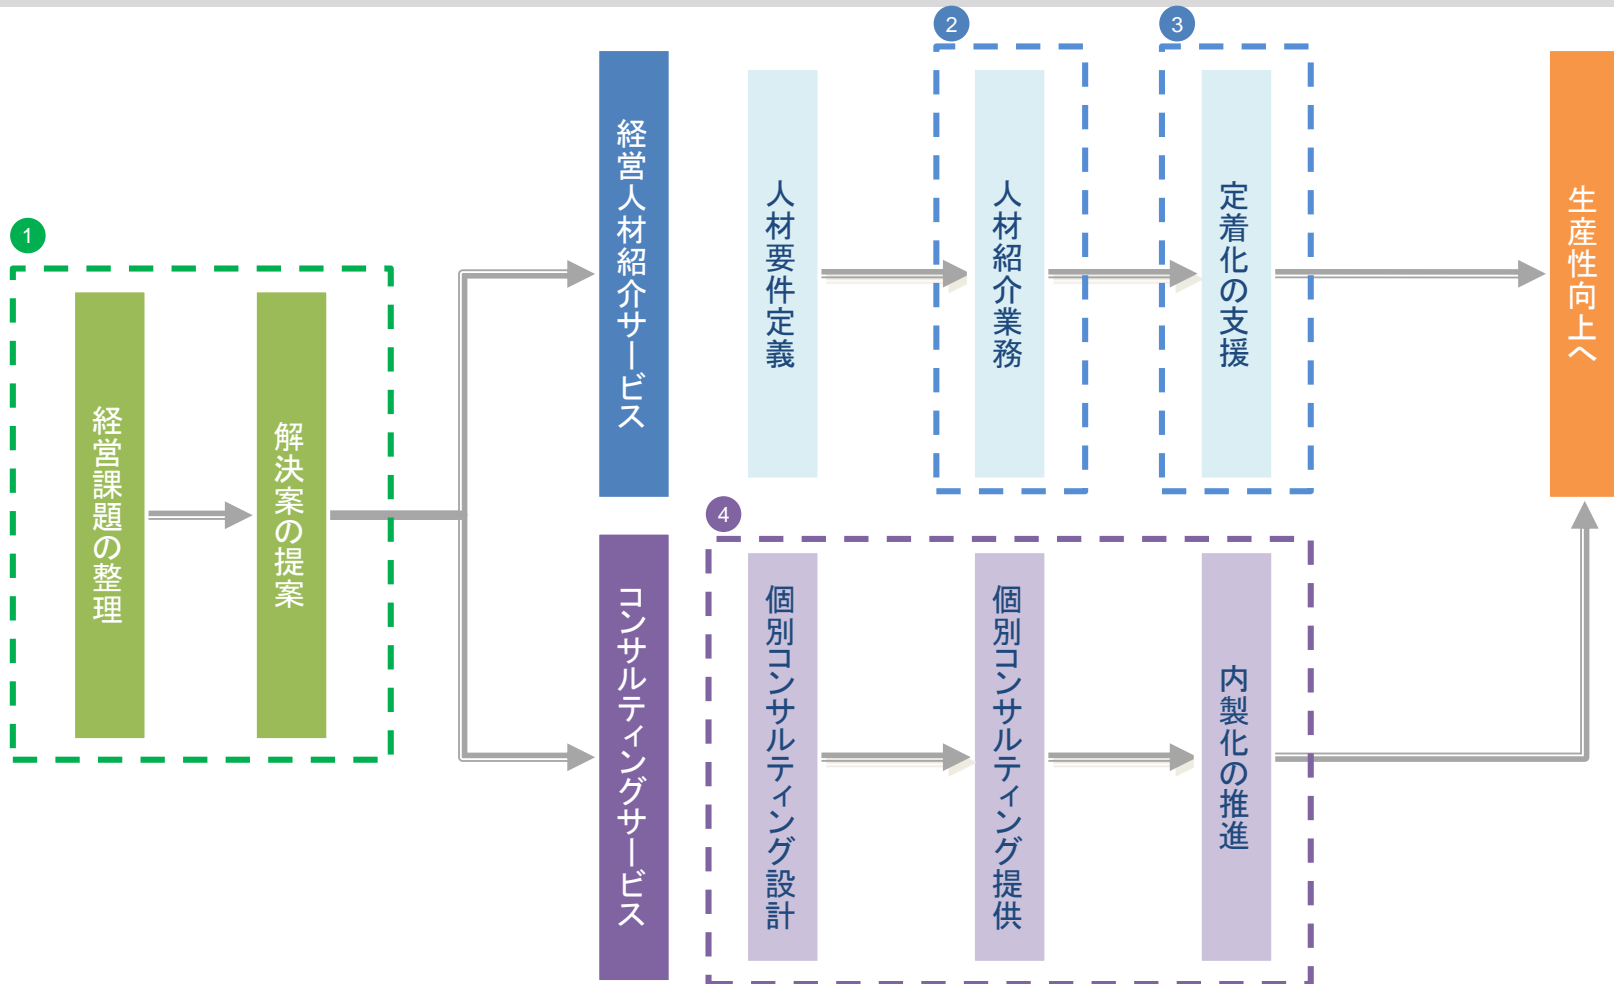 1
経営課題の整理
解決案の提案
経営人材紹介サービス
人材要件定義
2
人材紹介業務
3
定着化の支援
コンサルティングサービス
4
個別コンサルティング設計
個別コンサルティング提供
内製化の推進
生産性向上へ